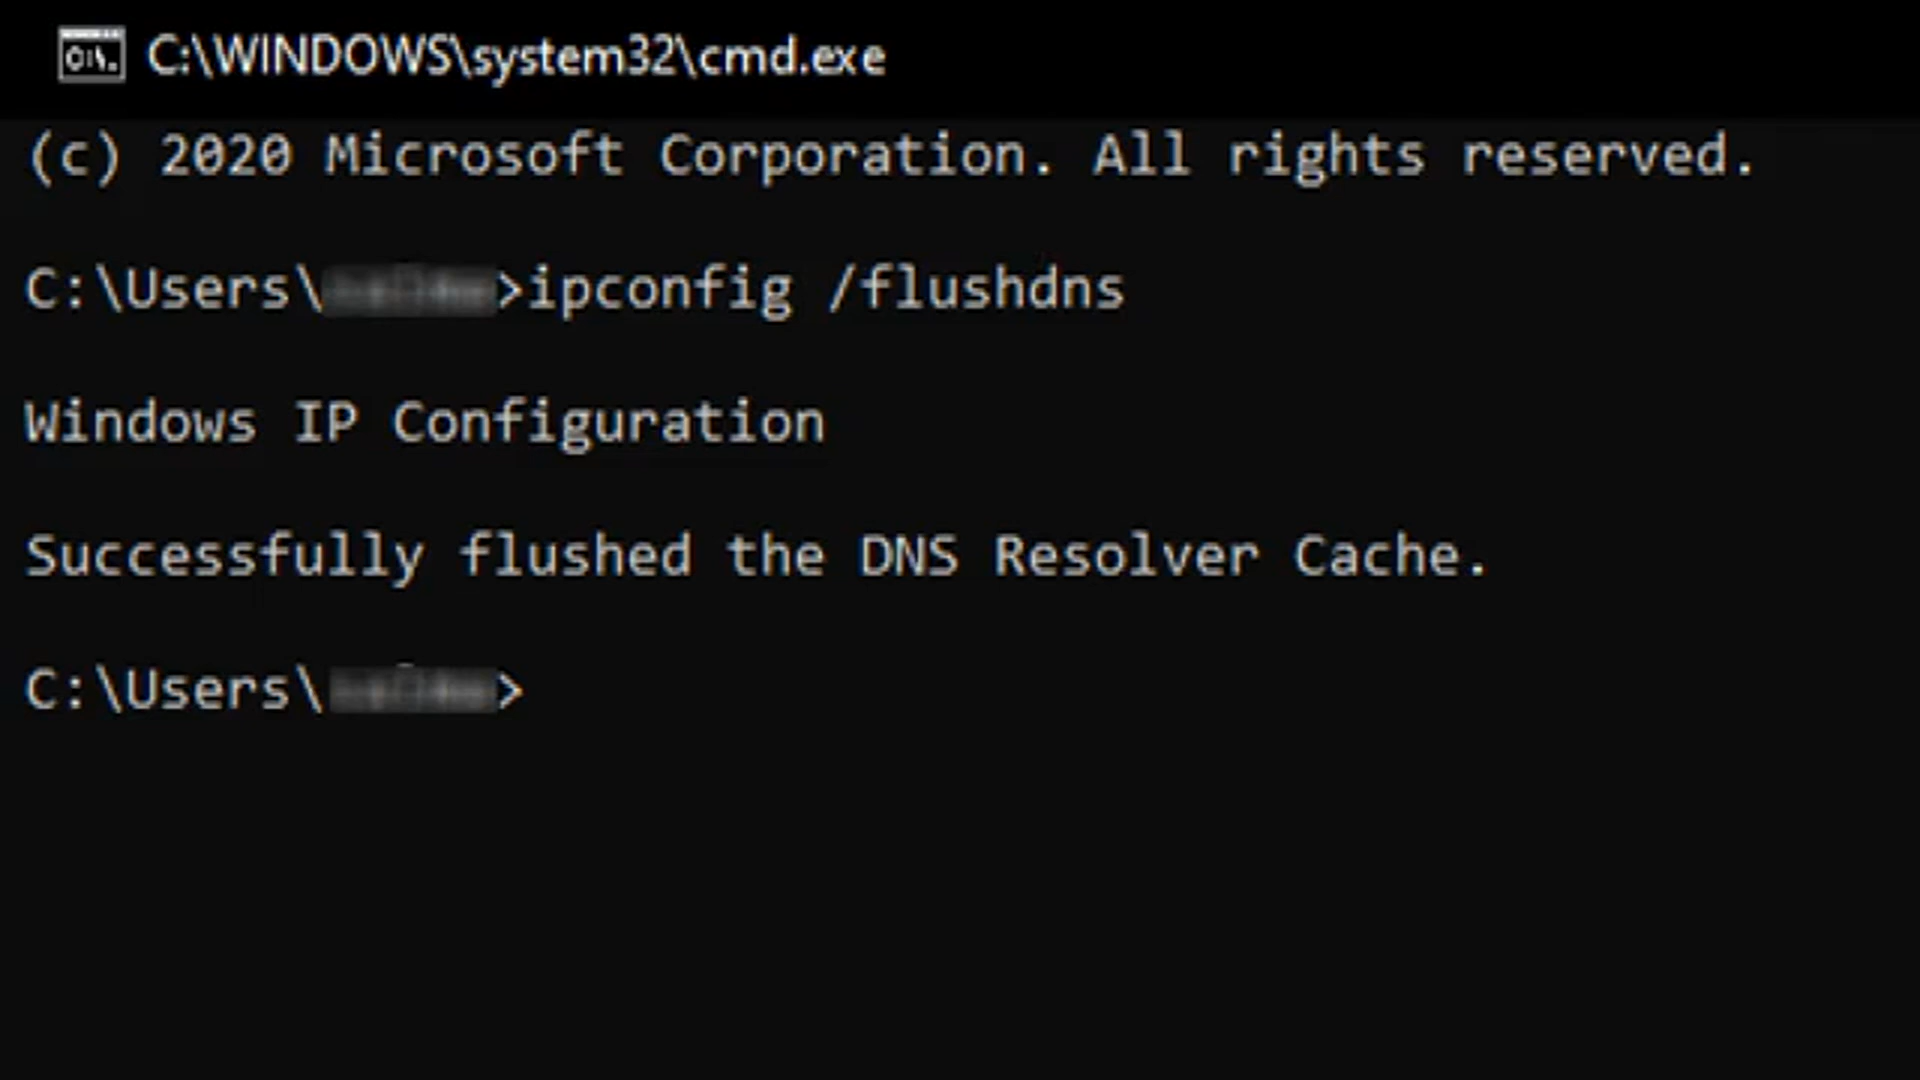 C:\WINDOWS\system32\cmd.exe
(c) 2020 Microsoft Corporation. All rights reserved.
C:\Users\ >ipconfig /flushdns
Windows IP Configuration
Successfully flushed the DNS Resolver Cache.
C:\Users\ >